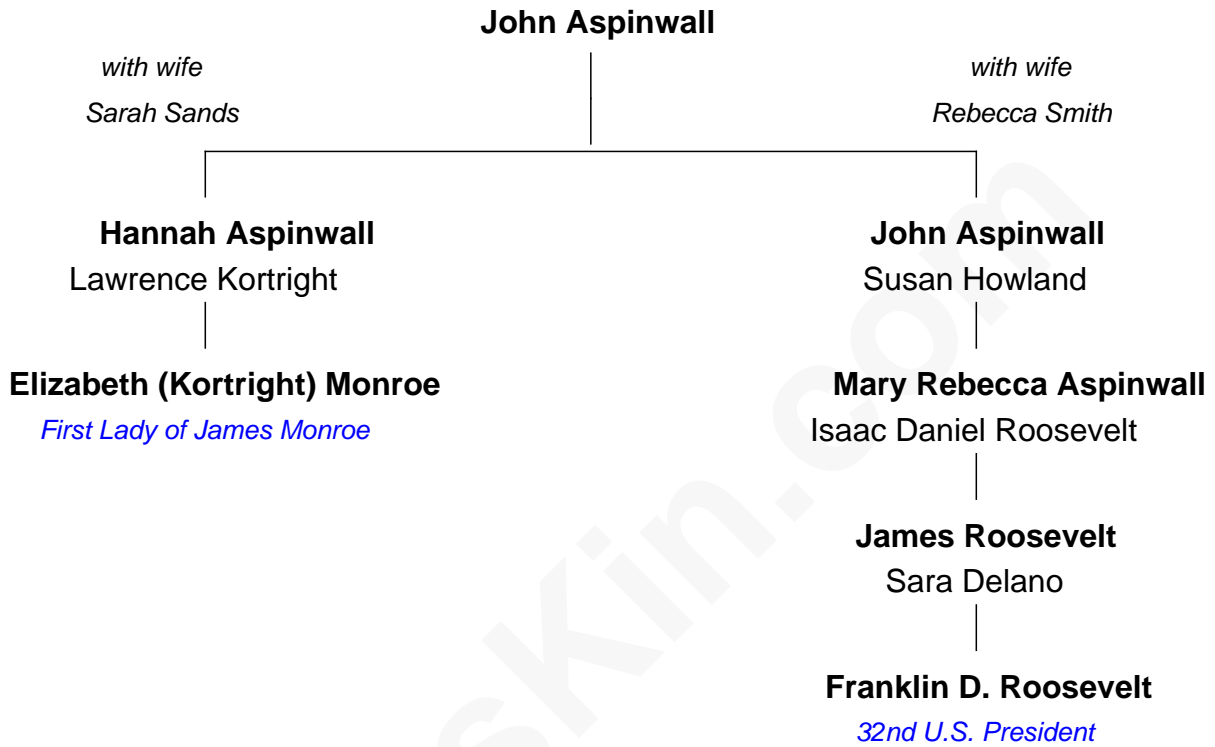 John Aspinwall
with wife
Sarah Sands
with wife
Rebecca Smith
Hannah Aspinwall
Lawrence Kortright
John Aspinwall
Susan Howland
Elizabeth (Kortright) Monroe
First Lady of James Monroe
Mary Rebecca Aspinwall
Isaac Daniel Roosevelt
James Roosevelt
Sara Delano
Franklin D. Roosevelt
32nd U.S. President
sKin.com